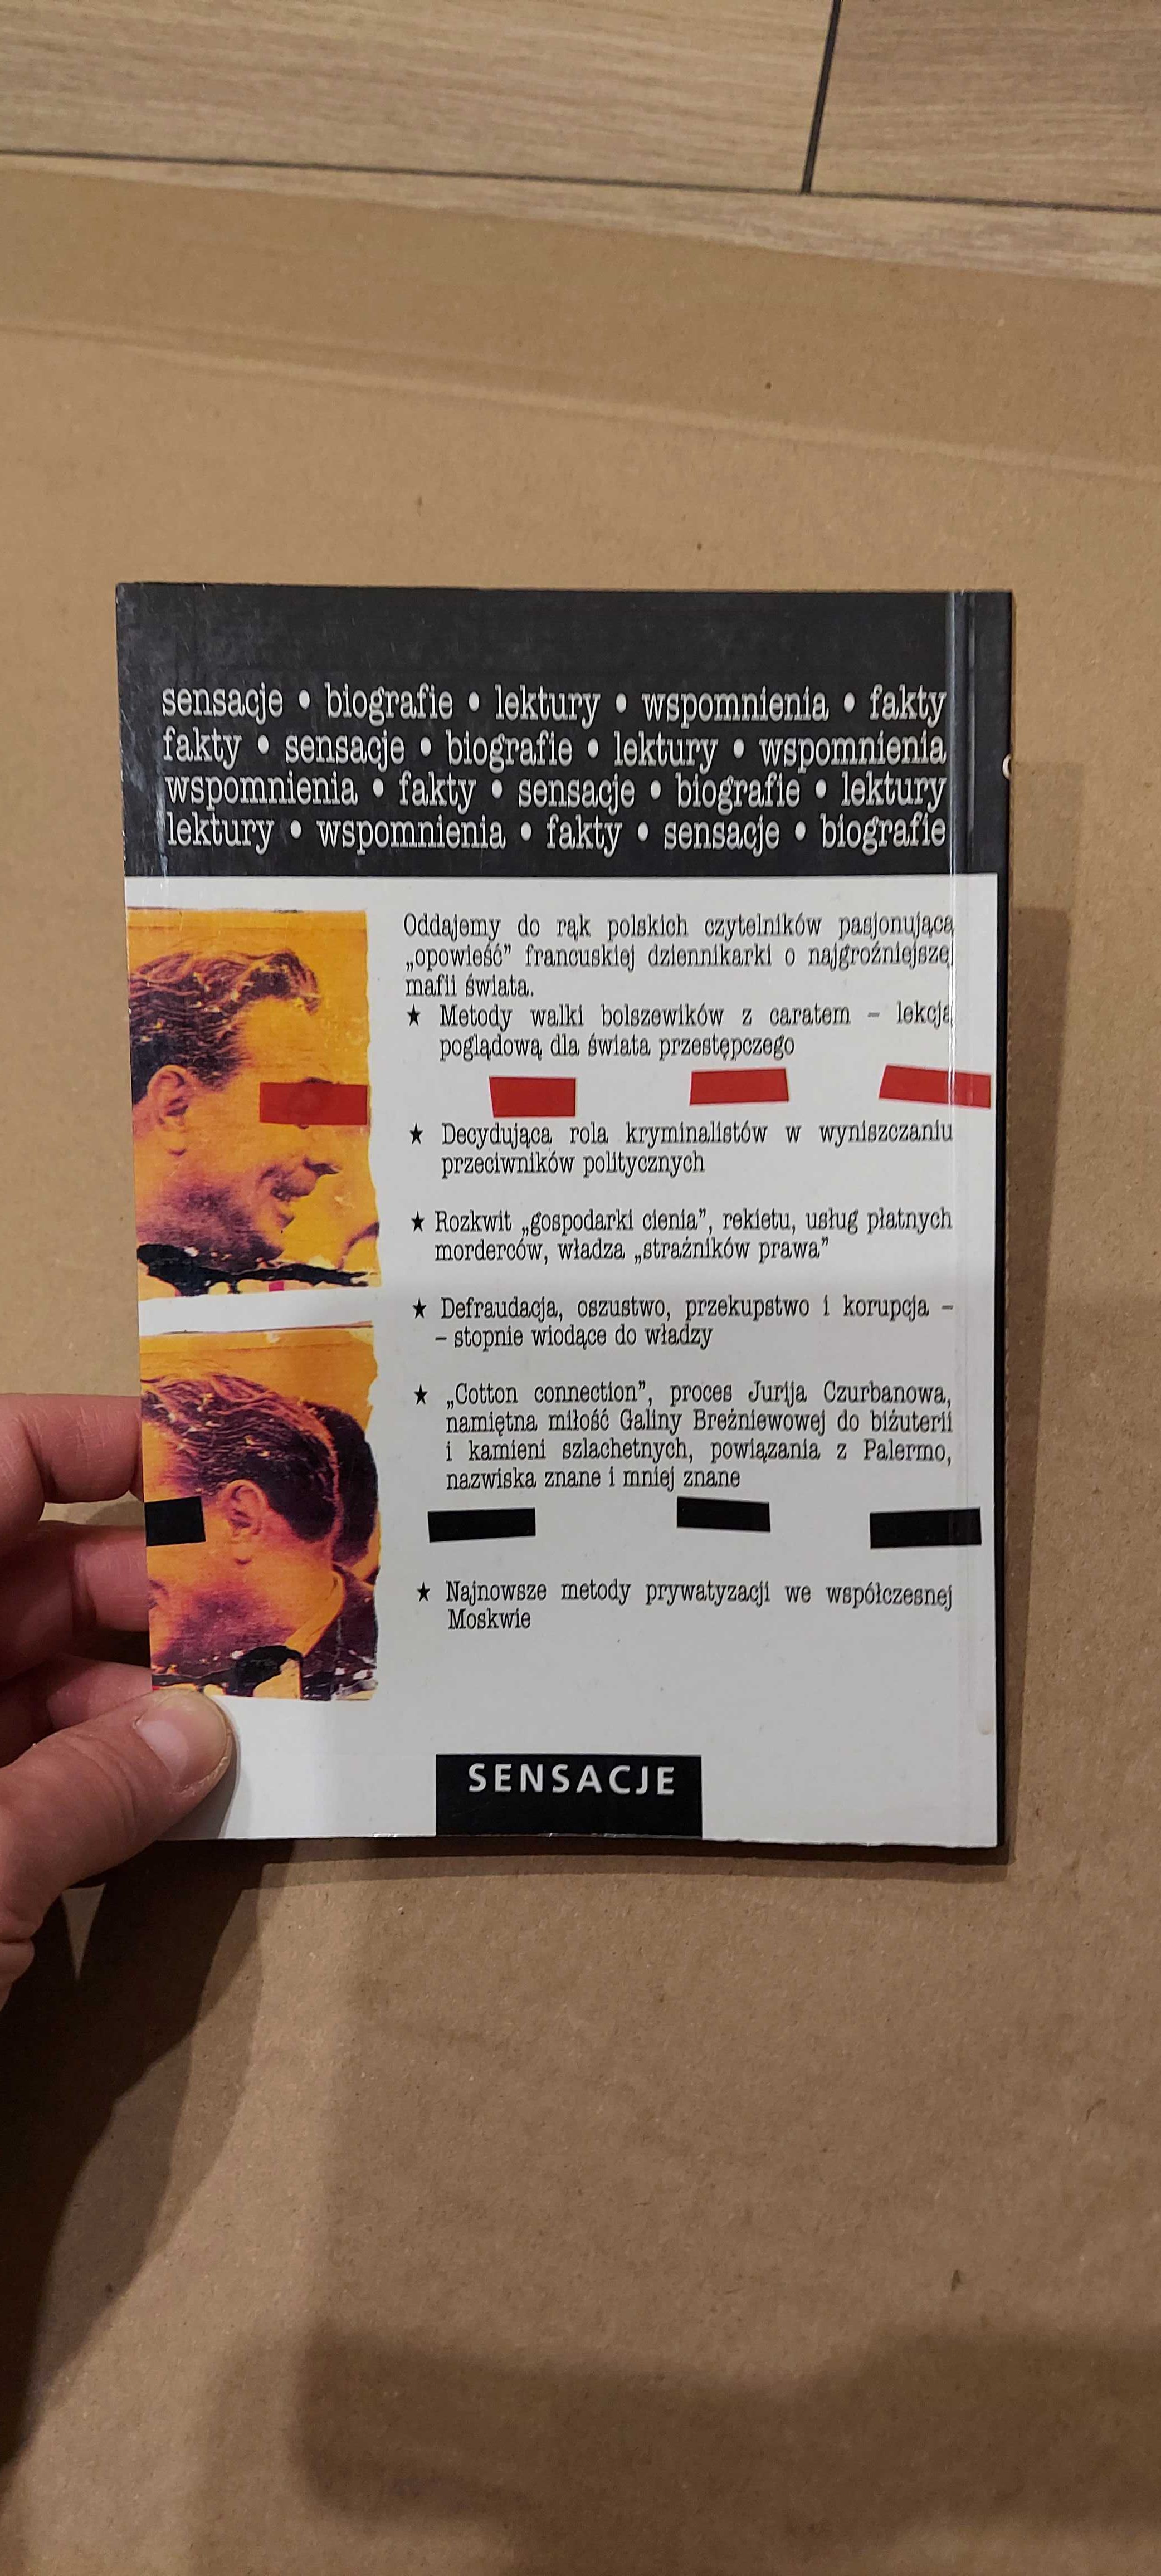 sensacje • biografie • lektury • wspomnienia • fakty
fakty • sensacje • biografie • lektury • wspomnienia
wspomnienia • fakty • sensacje • biografie • lektury
lektury • wspomnienia • fakty • sensacje • biografie
Oddajemy do rąk polskich czytelników pasjonującą
„opowieść” francuskiej dziennikarki o najgroźniejszej
mafii świata.
★ Metody walki bolszewików z caratem – lekcją
poglądową dla świata przestępczego
★ Decydująca rola kryminalistów w wyniszczaniu
przeciwników politycznych
★ Rozkwit „gospodarki cienia”, rekietu, usług płatnych
morderców, władza „strażników prawa”
★ Defraudacja, oszustwo, przekupstwo i korupcja –
– stopnie wiodące do władzy
★ „Cotton connection”, proces Jurija Czurbanowa,
namiętna miłość Galiny Breżniewowej do biżuterii
i kamieni szlachetnych, powiązania z Palermo,
nazwiska znane i mniej znane
★ Najnowsze metody prywatyzacji we współczesnej
Moskwie
SENSACJE